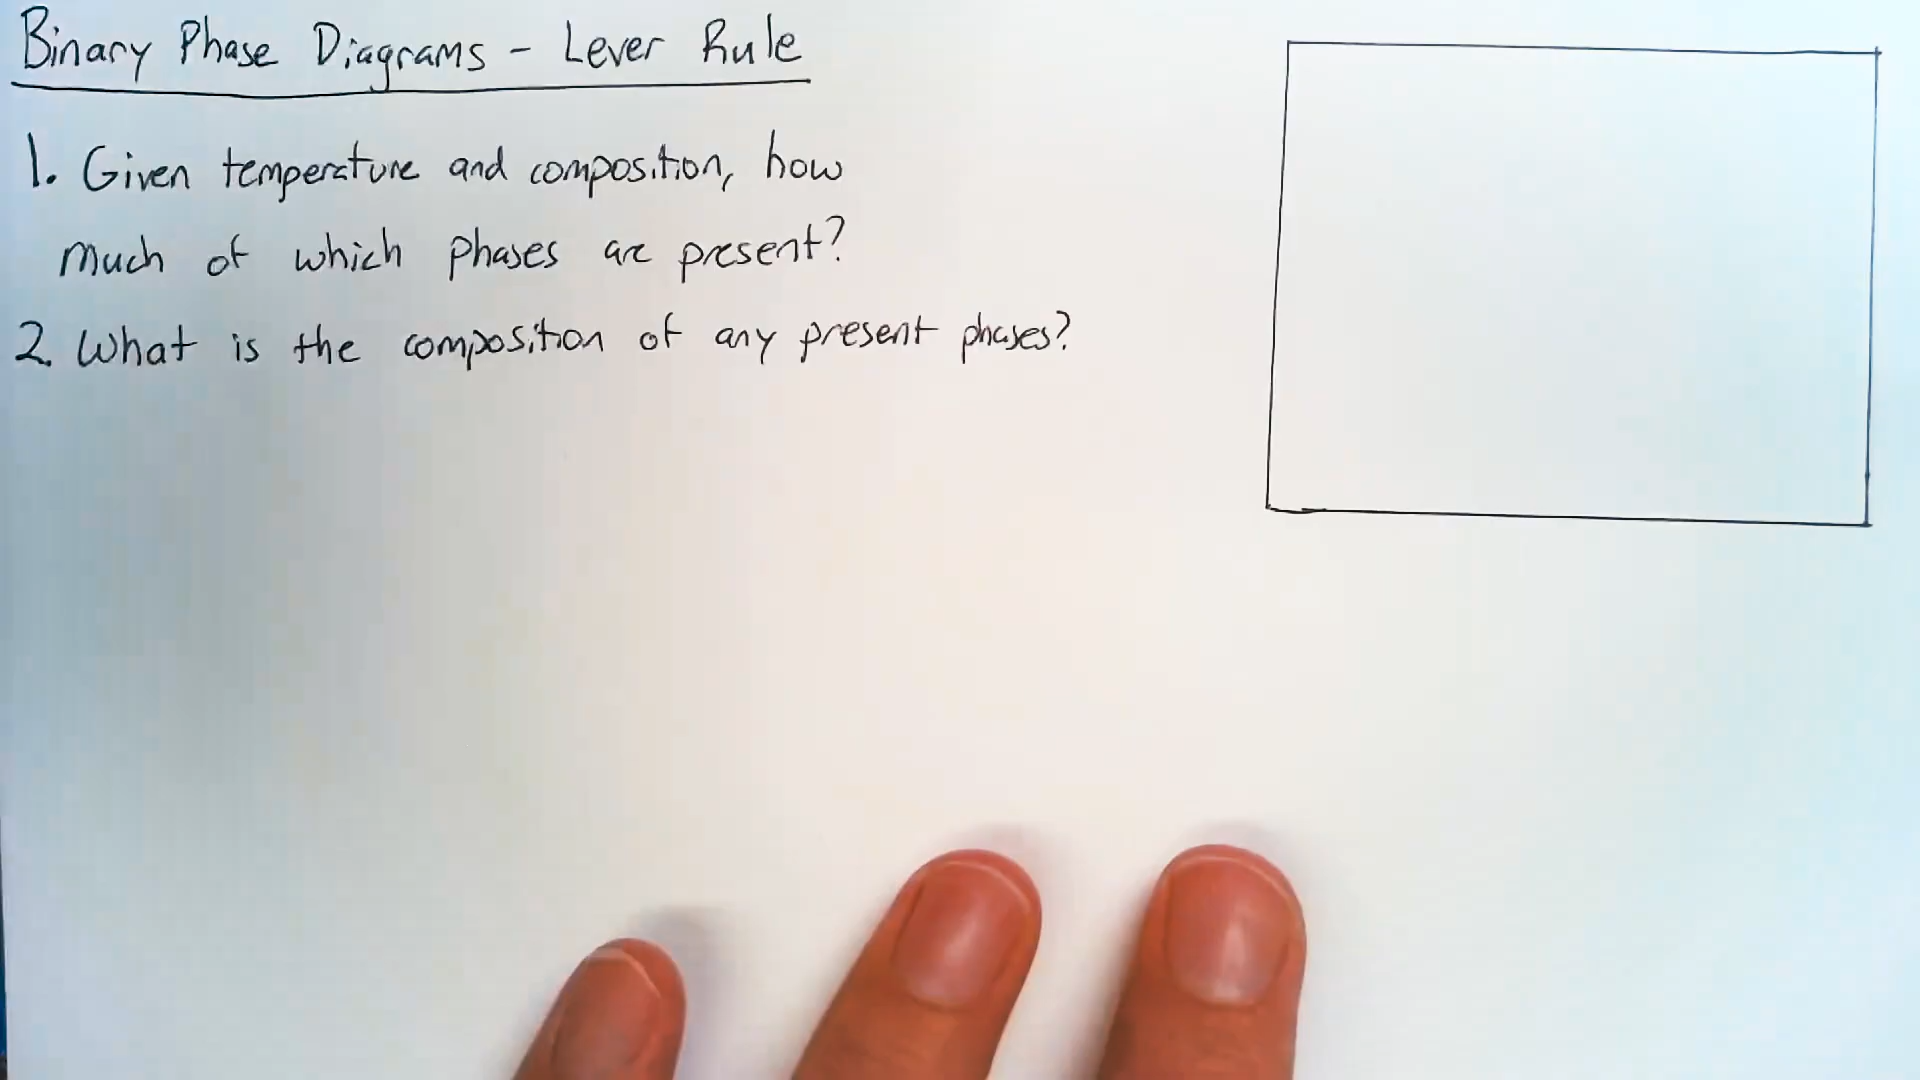 Binary Phase Diagrams - Lever Rule
1. Given temperature and composition, how
much of which phases are present?
2. What is the composition of any present phases?